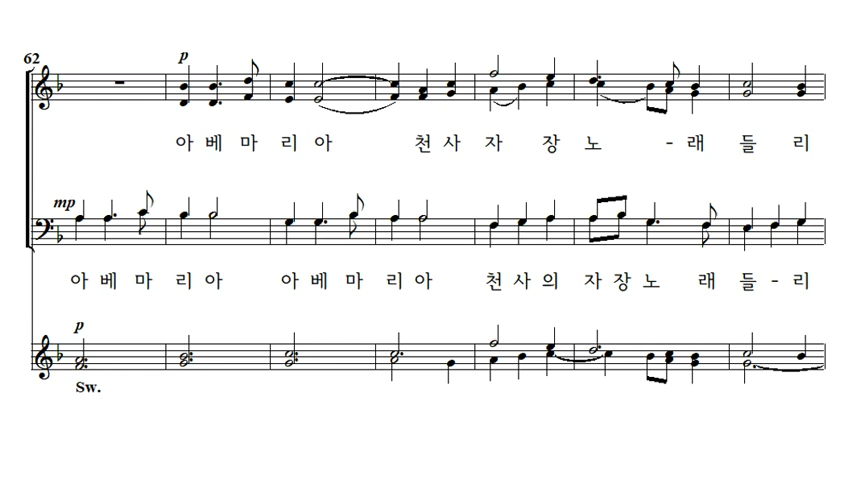 62
p
아 베 마 리 아 천 사 자 장 노 - 래 들 리
mp
아 베 마 리 아 아 베 마 리 아 천 사 의 자 장 노 래 들 - 리
p
Sw.